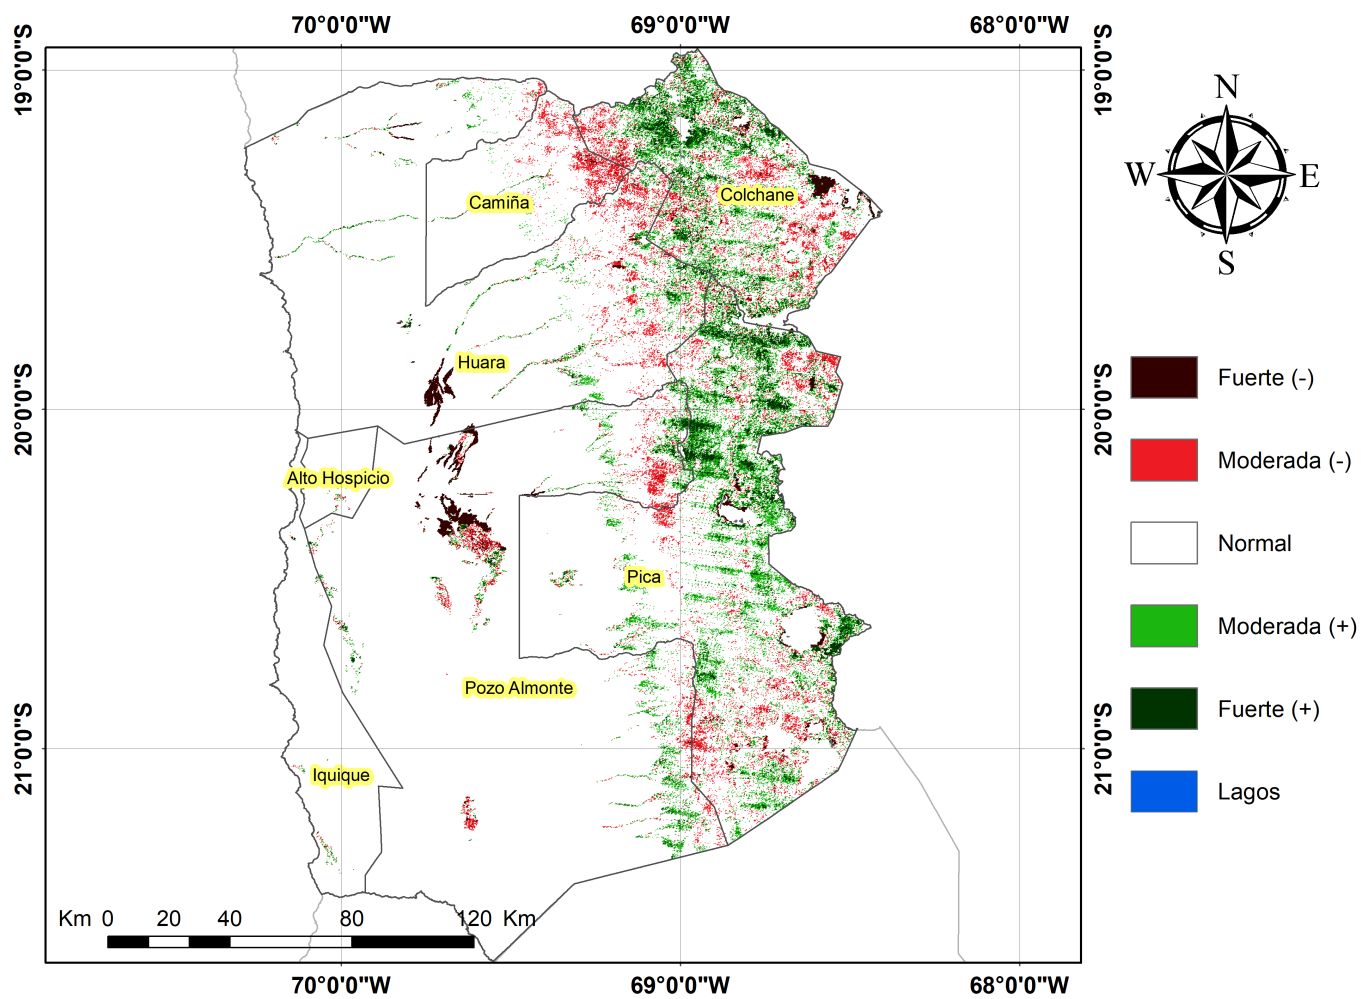 70°0'0"W 69°0'0"W 68°0'0"W
19°0'0"S
19°0'0"S
N
W E
S
Camiña
Colchane
Huara
Fuerte (-)
20°0'0"S
20°0'0"S
Moderada (-)
Alto Hospicio
Normal
Pica
Moderada (+)
Pozo Almonte
Fuerte (+)
21°0'0"S
21°0'0"S
Iquique
Lagos
Km 0 20 40 80 120 Km
70°0'0"W 69°0'0"W 68°0'0"W